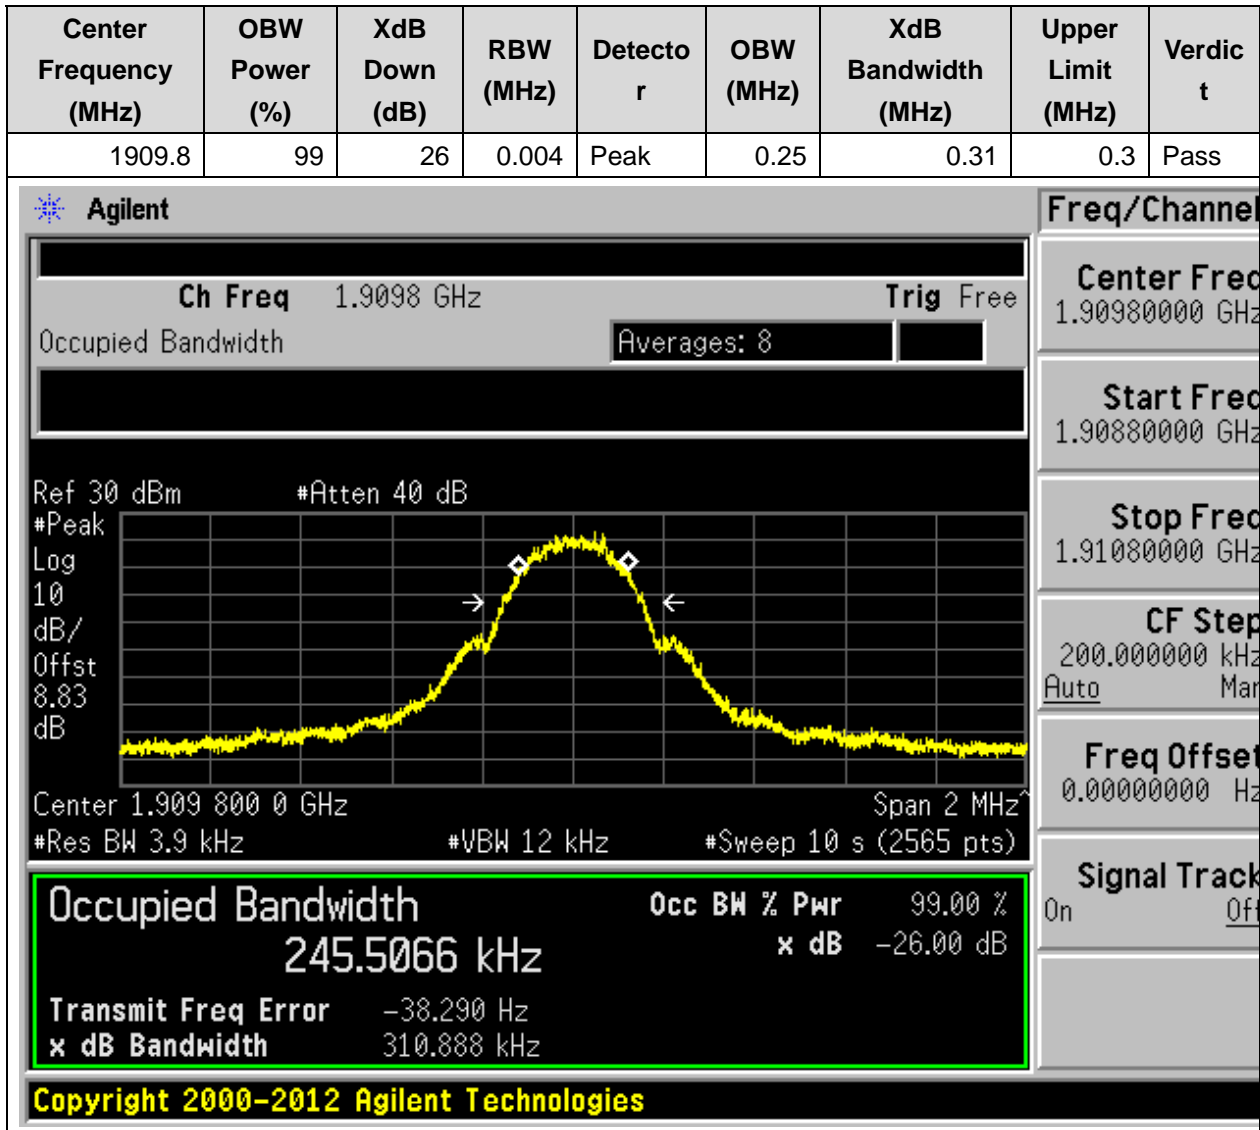 Center Frequency (MHz) OBW Power (%) XdB Down (dB) RBW (MHz) Detector OBW (MHz) XdB Bandwidth (MHz) Upper Limit (MHz) Verdict
1909.8 99 26 0.004 Peak 0.25 0.31 0.3 Pass
Agilent
Freq/Channel
Ch Freq 1.9098 GHz Trig Free
Occupied Bandwidth Averages: 8
Center Freq
1.90980000 GHz
Start Freq
1.90880000 GHz
Stop Freq
1.91080000 GHz
CF Step
200.000000 kHz
Auto Man
Freq Offset
0.00000000 Hz
Signal Track
On Off
Ref 30 dBm #Atten 40 dB
#Peak
Log
10
dB/
Offst
8.83
dB
Center 1.909 800 0 GHz Span 2 MHz^
#Res BW 3.9 kHz #VBW 12 kHz #Sweep 10 s (2565 pts)
Occupied Bandwidth Occ BW % Pwr 99.00 %
245.5066 kHz x dB -26.00 dB
Transmit Freq Error -38.290 Hz
x dB Bandwidth 310.888 kHz
Copyright 2000-2012 Agilent Technologies